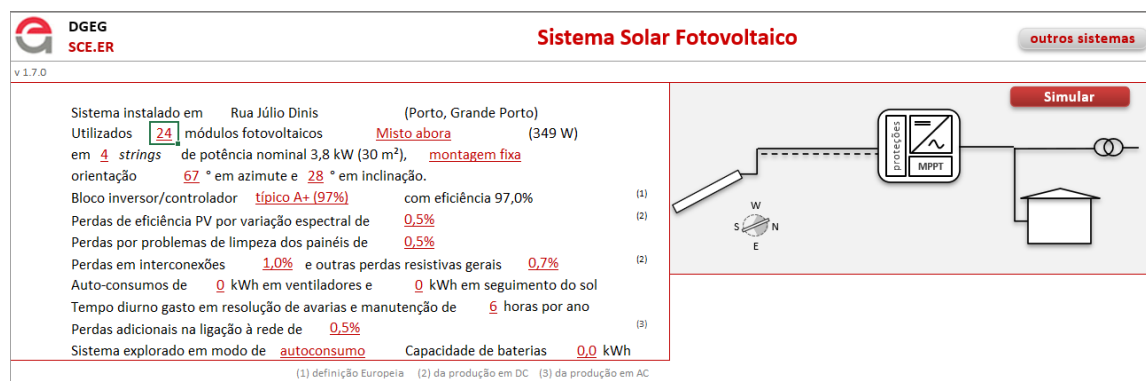 DGEG
SCE.ER
Sistema Solar Fotovoltaico
outros sistemas
v 1.7.0
Sistema instalado em Rua Júlio Dinis (Porto, Grande Porto)
Utilizados 24 módulos fotovoltaicos Misto abora (349 W)
em 4 strings de potência nominal 3,8 kW (30 m²), montagem fixa
orientação 67 ° em azimute e 28 ° em inclinação.
Bloco inversor/controlador típico A+ (97%) com eficiência 97,0% (1)
Perdas de eficiência PV por variação espectral de 0,5% (2)
Perdas por problemas de limpeza dos painéis de 0,5%
Perdas em interconexões 1,0% e outras perdas resistivas gerais 0,7% (2)
Auto-consumos de 0 kWh em ventiladores e 0 kWh em seguimento do sol
Tempo diurno gasto em resolução de avarias e manutenção de 6 horas por ano
Perdas adicionais na ligação à rede de 0,5% (3)
Sistema explorado em modo de autoconsumo Capacidade de baterias 0,0 kWh
(1) definição Europeia (2) da produção em DC (3) da produção em AC
Simular
proteções
MPPT
W
S N
E